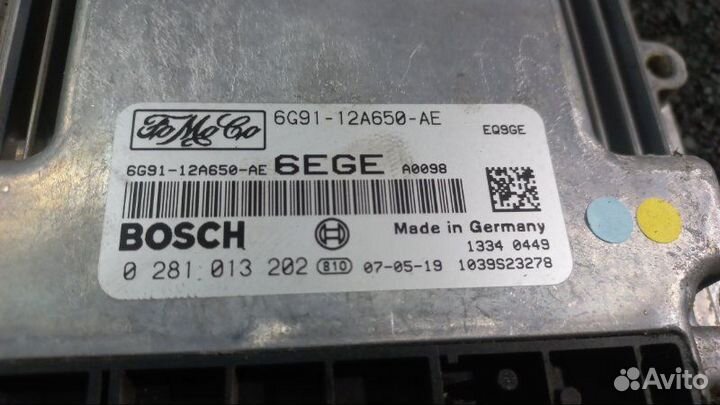 FoMoCo 6G91-12A650-AE EQ9GE
6G91-12A650-AE 6EGE A0098
BOSCH Made in Germany
1334 0449
0 281 013 202 810 07-05-19 1039S23278
Avito